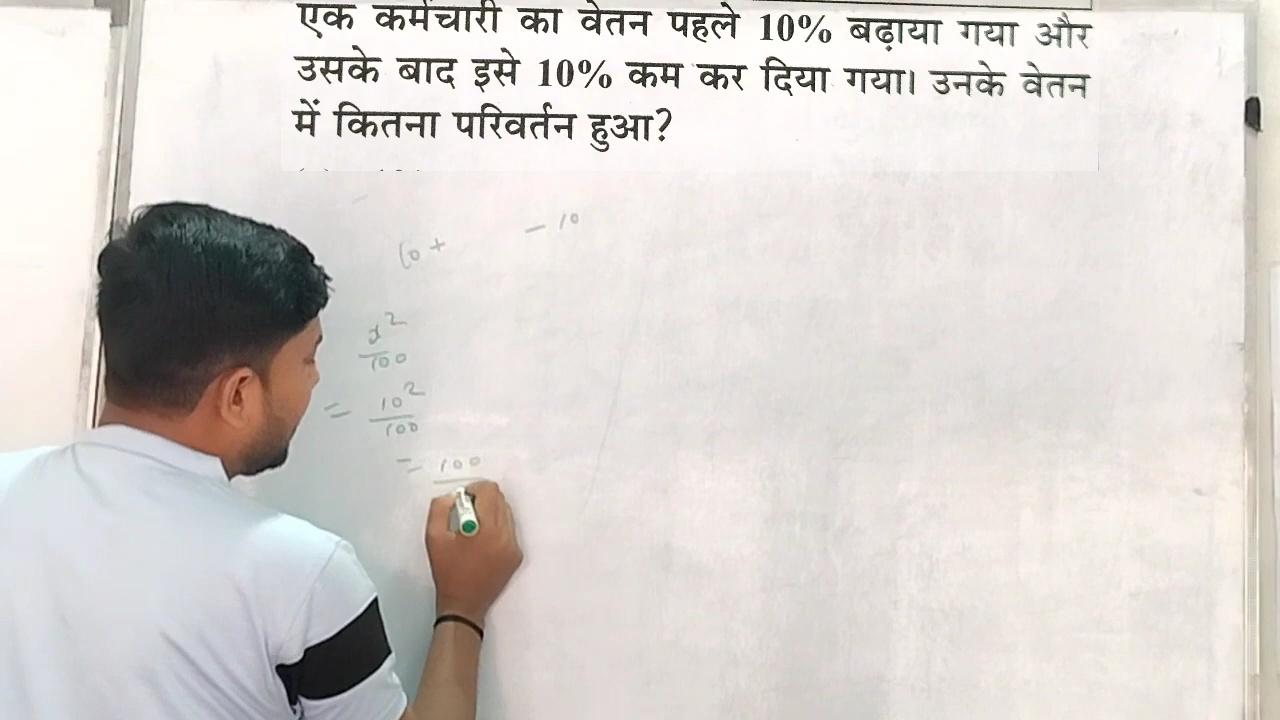 एक कर्मचारी का वेतन पहले 10% बढ़ाया गया और
उसके बाद इसे 10% कम कर दिया गया। उनके वेतन
में कितना परिवर्तन हुआ?
10 + - 10
x²
100
= 10²
100
= 100